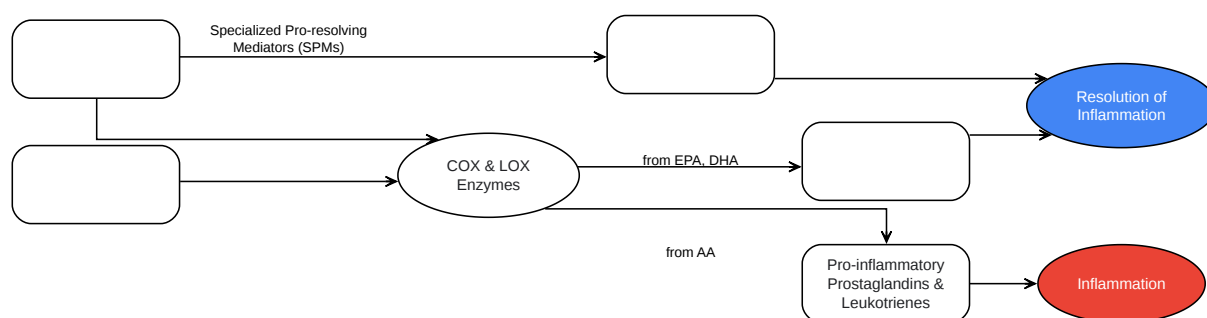 Specialized Pro-resolving
Mediators (SPMs)
Resolution of
Inflammation
COX & LOX
Enzymes
from EPA, DHA
from AA
Pro-inflammatory
Prostaglandins &
Leukotrienes
Inflammation